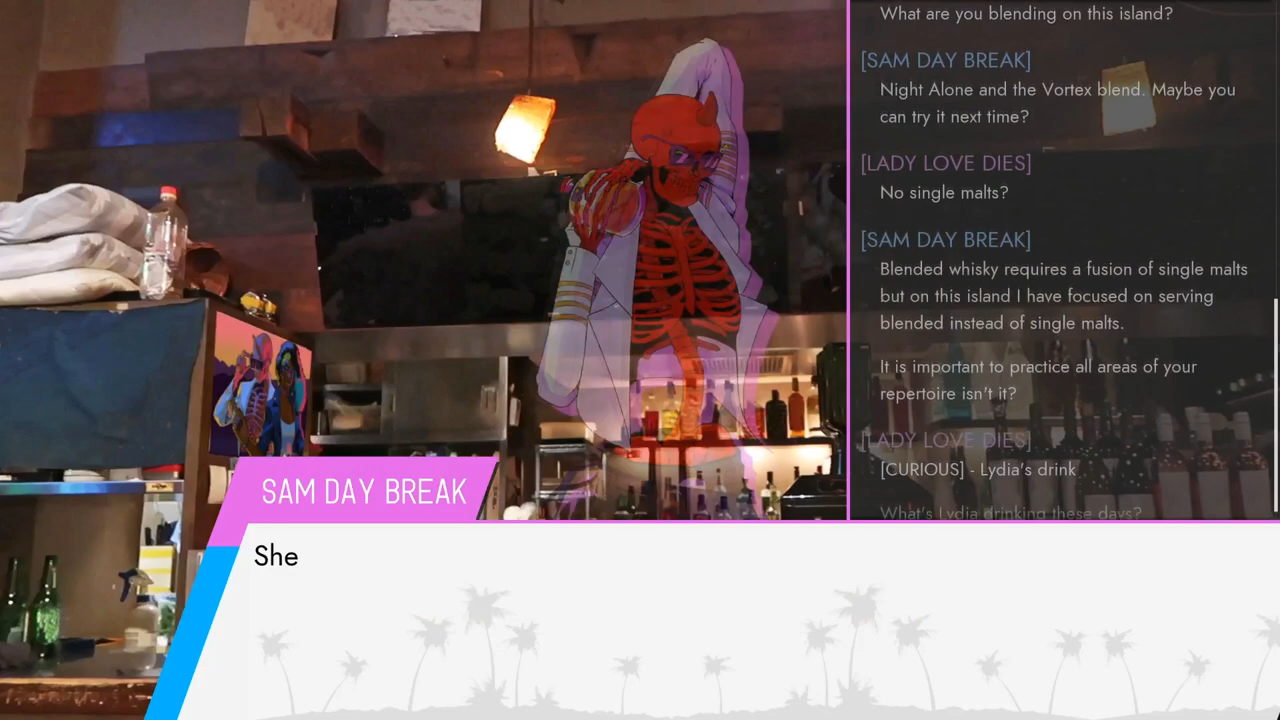 What are you blending on this island?
[SAM DAY BREAK]
Night Alone and the Vortex blend. Maybe you
can try it next time?
[LADY LOVE DIES]
No single malts?
[SAM DAY BREAK]
Blended whisky requires a fusion of single malts
but on this island I have focused on serving
blended instead of single malts.
It is important to practice all areas of your
repertoire isn't it?
[LADY LOVE DIES]
[CURIOUS] - Lydia's drink
What's Lydia drinking these days?
SAM DAY BREAK
She